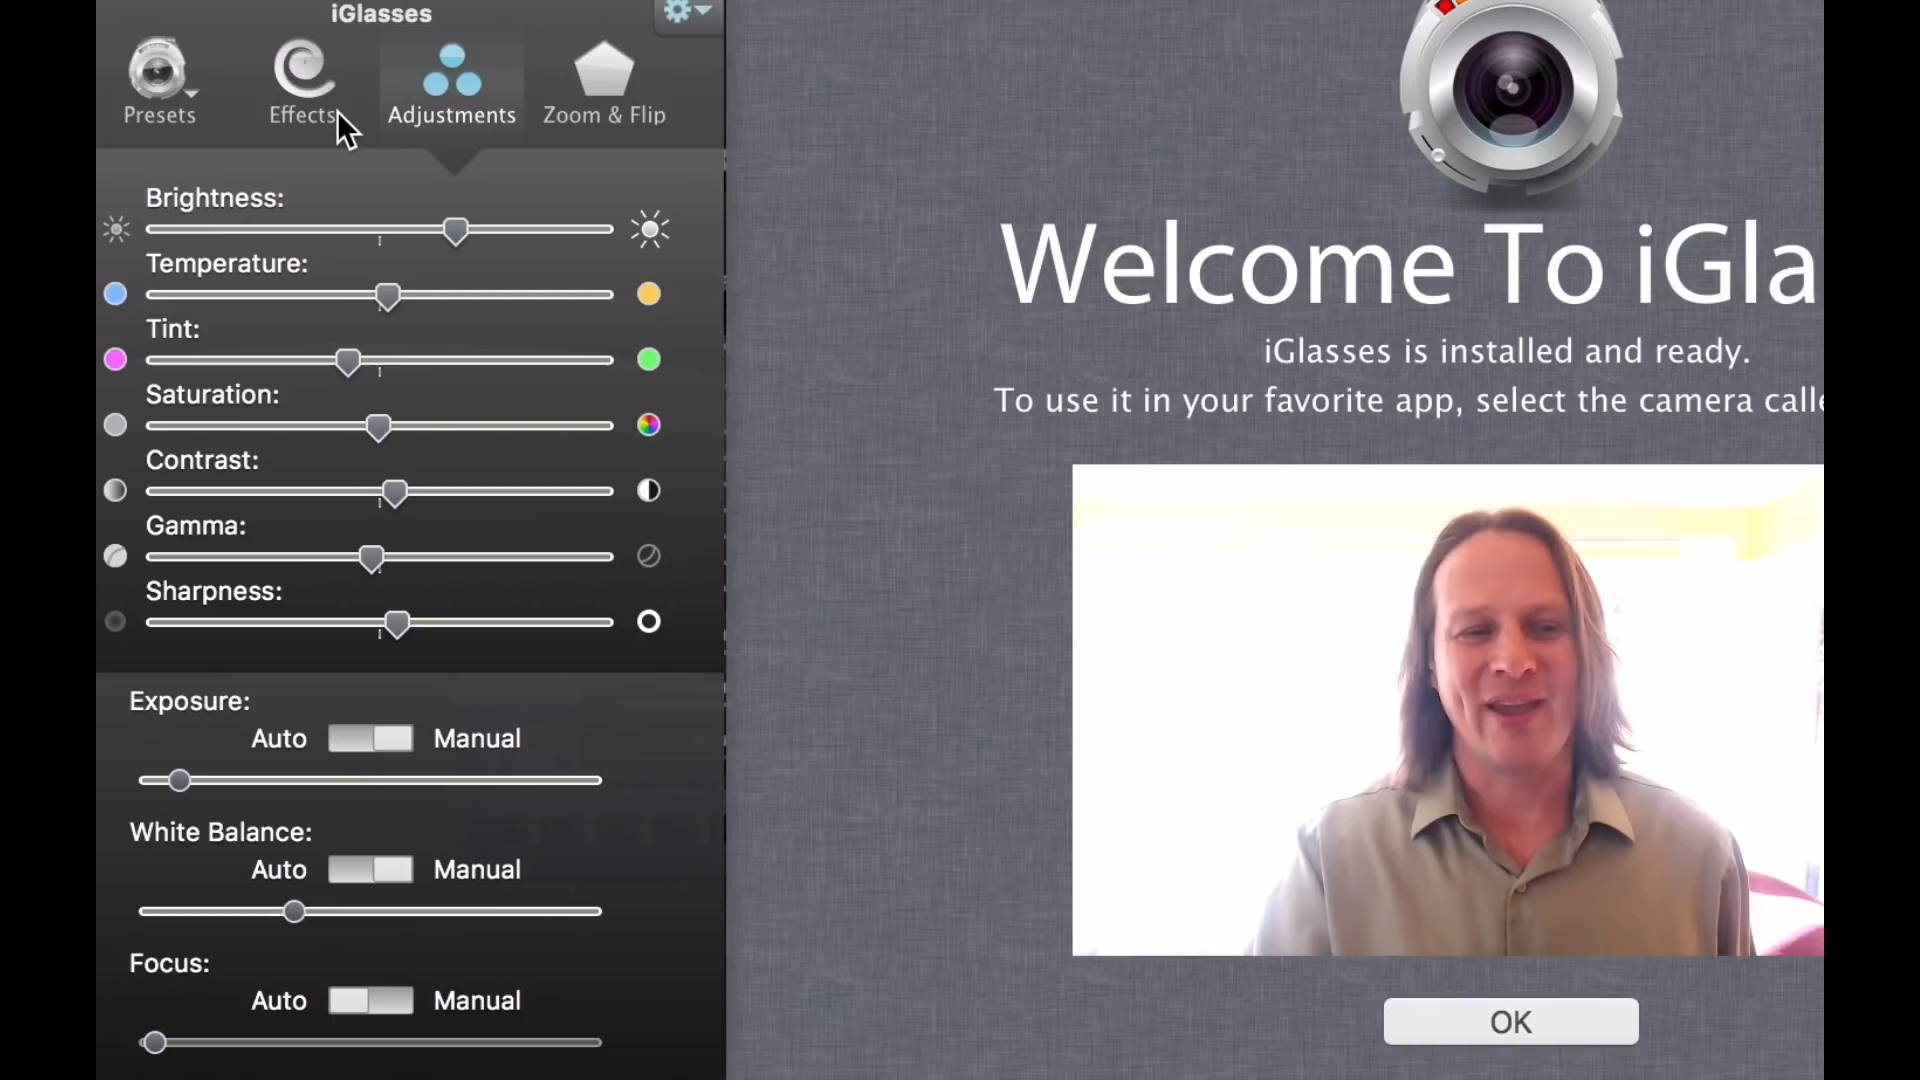 iGlasses
Presets
Effects
Adjustments
Zoom & Flip
Brightness:
Temperature:
Tint:
Saturation:
Contrast:
Gamma:
Sharpness:
Exposure:
Auto Manual
White Balance:
Auto Manual
Focus:
Auto Manual
Welcome To iGla
iGlasses is installed and ready.
To use it in your favorite app, select the camera calle
OK